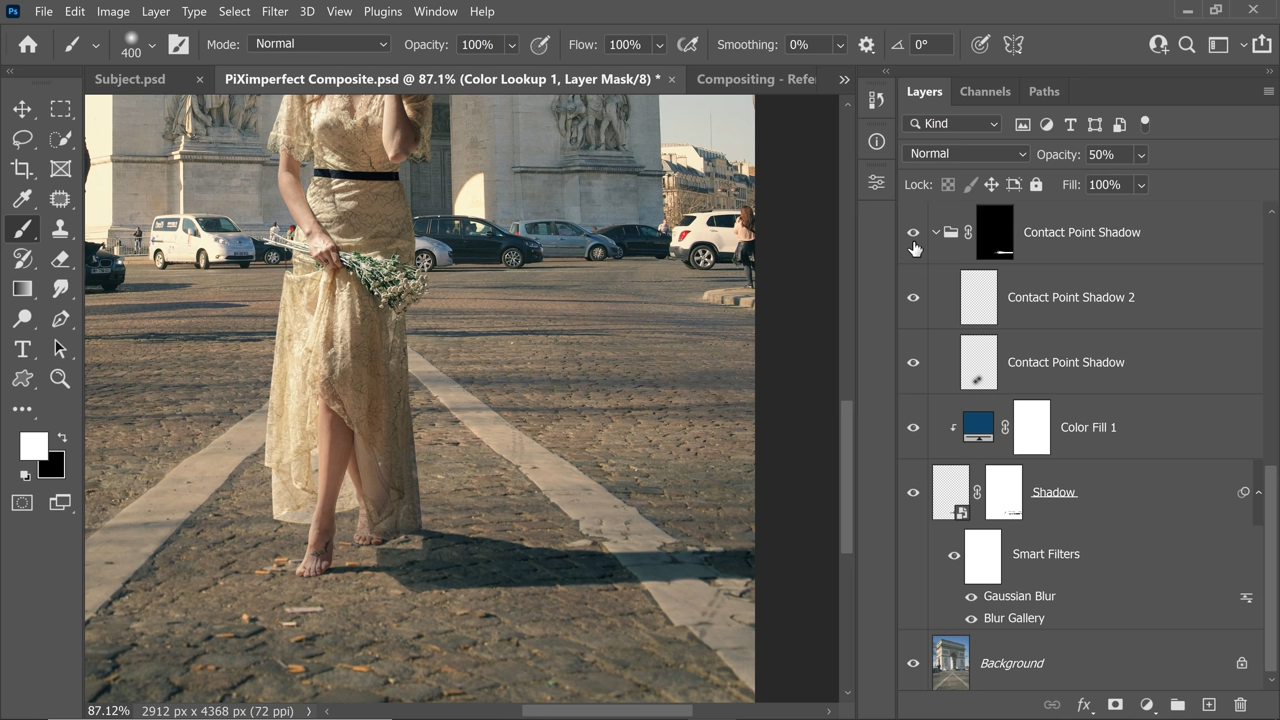 Ps File Edit Image Layer Type Select Filter 3D View Plugins Window Help
400 Mode: Normal Opacity: 100% Flow: 100% Smoothing: 0% 0°
Subject.psd × PiXimperfect Composite.psd @ 87.1% (Color Lookup 1, Layer Mask/8) * × Compositing - Refe
Layers Channels Paths
Kind
Normal Opacity: 50%
Lock: Fill: 100%
Contact Point Shadow
Contact Point Shadow 2
Contact Point Shadow
Color Fill 1
Shadow
Smart Filters
Gaussian Blur
Blur Gallery
Background
87.12% 2912 px x 4368 px (72 ppi)
fx